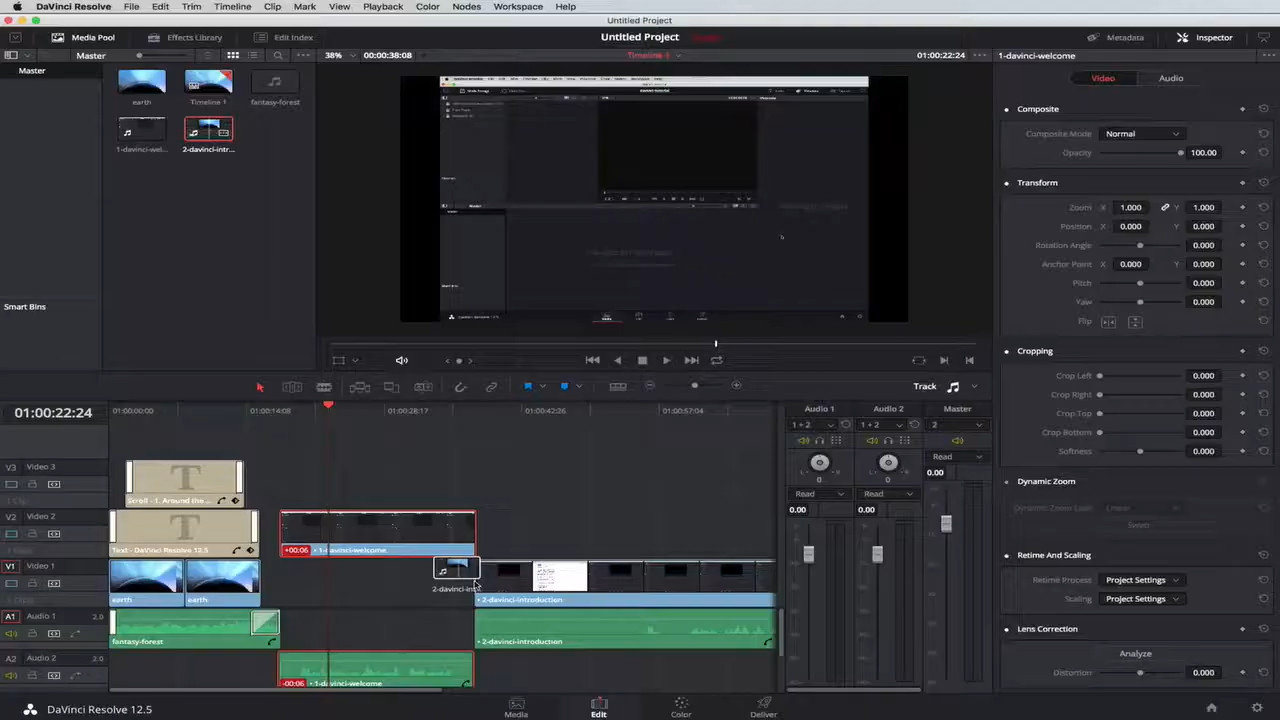 DaVinci Resolve File Edit Trim Timeline Clip Mark View Playback Color Nodes Workspace Help
Untitled Project
Media Pool Effects Library Edit Index Untitled Project Metadata Inspector
Master 38% 00:00:38:08 Timeline 1 01:00:22:24 1-davinci-welcome
Master
Video Audio
earth Timeline 1 fantasy-forest
1-davinci-wel... 2-davinci-intr...
Smart Bins
Composite
Composite Mode Normal
Opacity 100.00
Transform
Zoom X 1.000 Y 1.000
Position X 0.000 Y 0.000
Rotation Angle 0.000
Anchor Point X 0.000 Y 0.000
Pitch 0.000
Yaw 0.000
Flip
Cropping
Crop Left 0.000
Crop Right 0.000
Crop Top 0.000
Crop Bottom 0.000
Softness 0.000
Dynamic Zoom
Dynamic Zoom Ease Linear
Swap
Retime And Scaling
Retime Process Project Settings
Scaling Project Settings
Lens Correction
Analyze
Distortion 0.000
Track
01:00:22:24 01:00:00:00 01:00:14:08 01:00:28:17 01:00:42:26 01:00:57:04
Audio 1 Audio 2 Master
1 + 2 1 + 2 2
L R L R
0 0
Read Read Read
0.00 0.00 0.00
V3 Video 3
Scroll - 1. Around the...
V2 Video 2
Text - DaVinci Resolve 12.5
+00:06 1-davinci-welcome
V1 Video 1
earth earth
2-davinci-int
2-davinci-introduction
A1 Audio 1 2.0
fantasy-forest
2-davinci-introduction
A2 Audio 2 2.0
-00:06 1-davinci-welcome
DaVinci Resolve 12.5 Media Edit Color Deliver